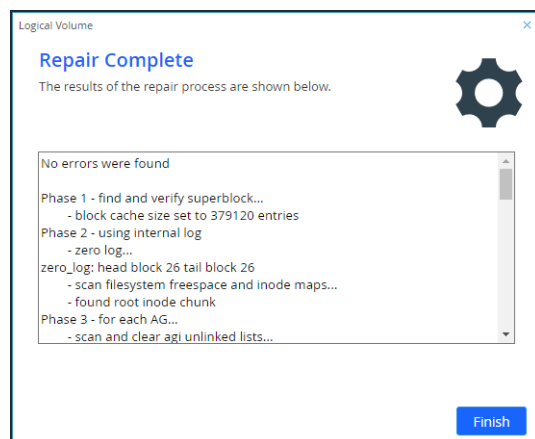 Logical Volume
Repair Complete
The results of the repair process are shown below.
No errors were found
Phase 1 - find and verify superblock...
- block cache size set to 379120 entries
Phase 2 - using internal log
- zero log...
zero_log: head block 26 tail block 26
- scan filesystem freespace and inode maps...
- found root inode chunk
Phase 3 - for each AG...
- scan and clear agi unlinked lists...
Finish